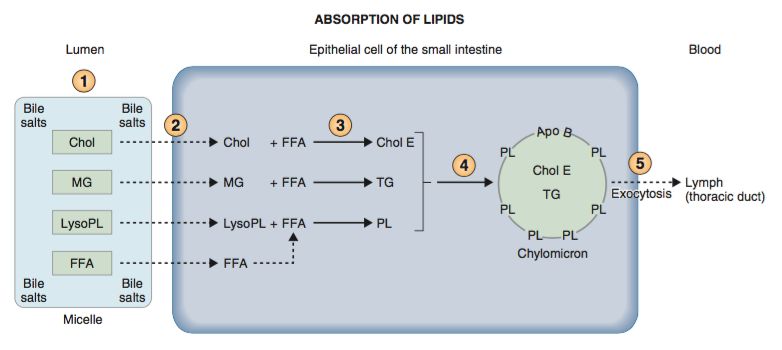 ABSORPTION OF LIPIDS
Lumen
Epithelial cell of the small intestine
Blood
1
Bile
salts
Bile
salts
2
3
Chol
Chol + FFA
Chol E
MG
MG + FFA
TG
LysoPL
LysoPL + FFA
PL
FFA
FFA
Bile
salts
Bile
salts
Micelle
4
Apo B
PL
PL
Chol E
TG
PL
PL
PL
PL
Chylomicron
5
Exocytosis
Lymph
(thoracic duct)